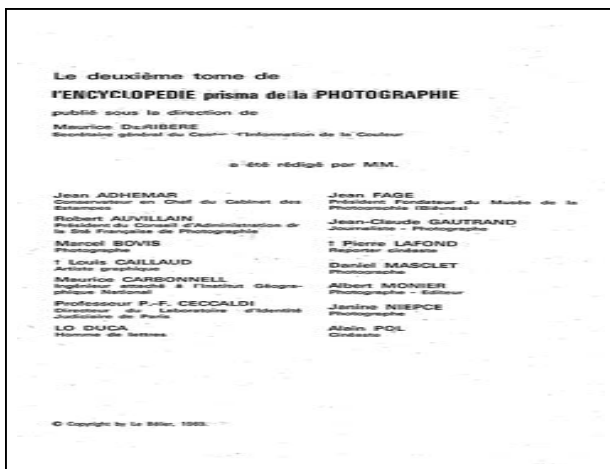 Le deuxième tome de
l'ENCYCLOPEDIE prisma de la PHOTOGRAPHIE
publié sous la direction de
Maurice DERIBERE
Secrétaire général du Centre d'Information de la Couleur
a été rédigé par MM.
Jean ADHEMAR
Conservateur en Chef du Cabinet des
Estampes
Robert AUVILLAIN
Président du Conseil d'Administration de
la Sté Française de Photographie
Marcel BOVIS
Photographe
† Louis CAILLAUD
Artiste graphique
Maurice CARBONNELL
Ingénieur attaché à l'Institut Géogra-
phique National
Professeur P.-F. CECCALDI
Directeur du Laboratoire d'Identité
Judiciaire de Paris
LO DUCA
Homme de lettres
Jean FAGE
Président Fondateur du Musée de la
Photographie (Bièvres)
Jean-Claude GAUTRAND
Journaliste - Photographe
† Pierre LAFOND
Reporter cinéaste
Daniel MASCLET
Photographe
Albert MONIER
Photographe - Editeur
Janine NIEPCE
Photographe
Alain POL
Cinéaste
© Copyright by Le Bélier,